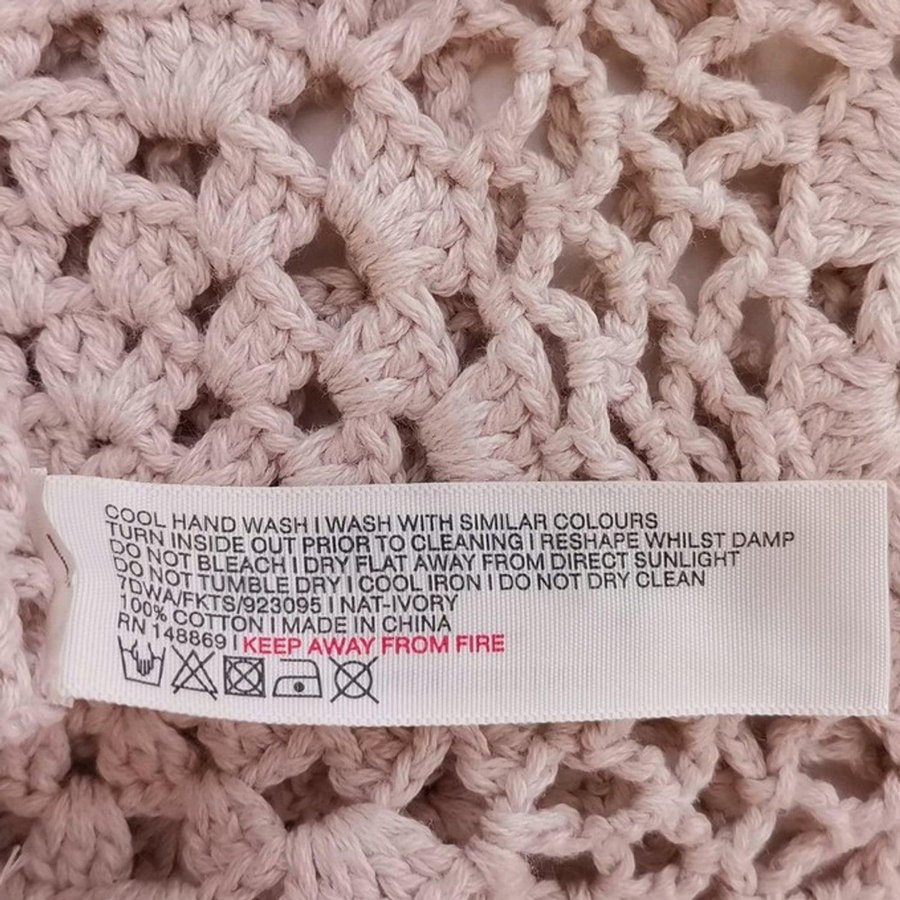 COOL HAND WASH | WASH WITH SIMILAR COLOURS
TURN INSIDE OUT PRIOR TO CLEANING | RESHAPE WHILST DAMP
DO NOT BLEACH | DRY FLAT AWAY FROM DIRECT SUNLIGHT
DO NOT TUMBLE DRY | COOL IRON | DO NOT DRY CLEAN
7DWA/FKTS/923095 | NAT-IVORY
100% COTTON | MADE IN CHINA
RN 148869 | KEEP AWAY FROM FIRE